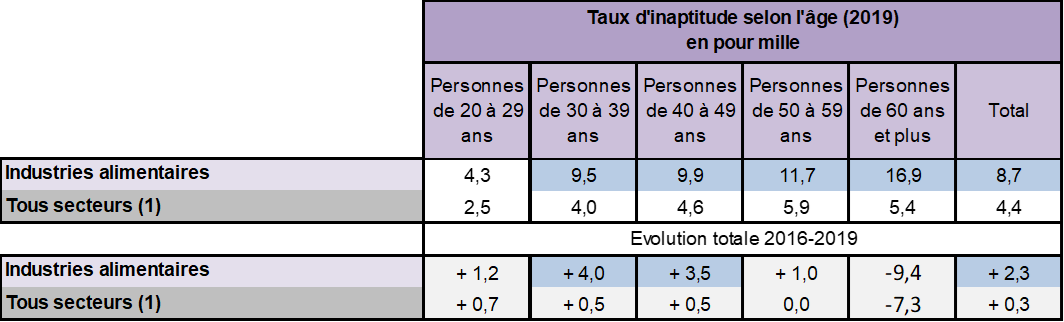 Taux d'inaptitude selon l'âge (2019)
en pour mille
Personnes de 20 à 29 ans Personnes de 30 à 39 ans Personnes de 40 à 49 ans Personnes de 50 à 59 ans Personnes de 60 ans et plus Total
Industries alimentaires 4,3 9,5 9,9 11,7 16,9 8,7
Tous secteurs (1) 2,5 4,0 4,6 5,9 5,4 4,4
Evolution totale 2016-2019
Industries alimentaires + 1,2 + 4,0 + 3,5 + 1,0 -9,4 + 2,3
Tous secteurs (1) + 0,7 + 0,5 + 0,5 0,0 -7,3 + 0,3